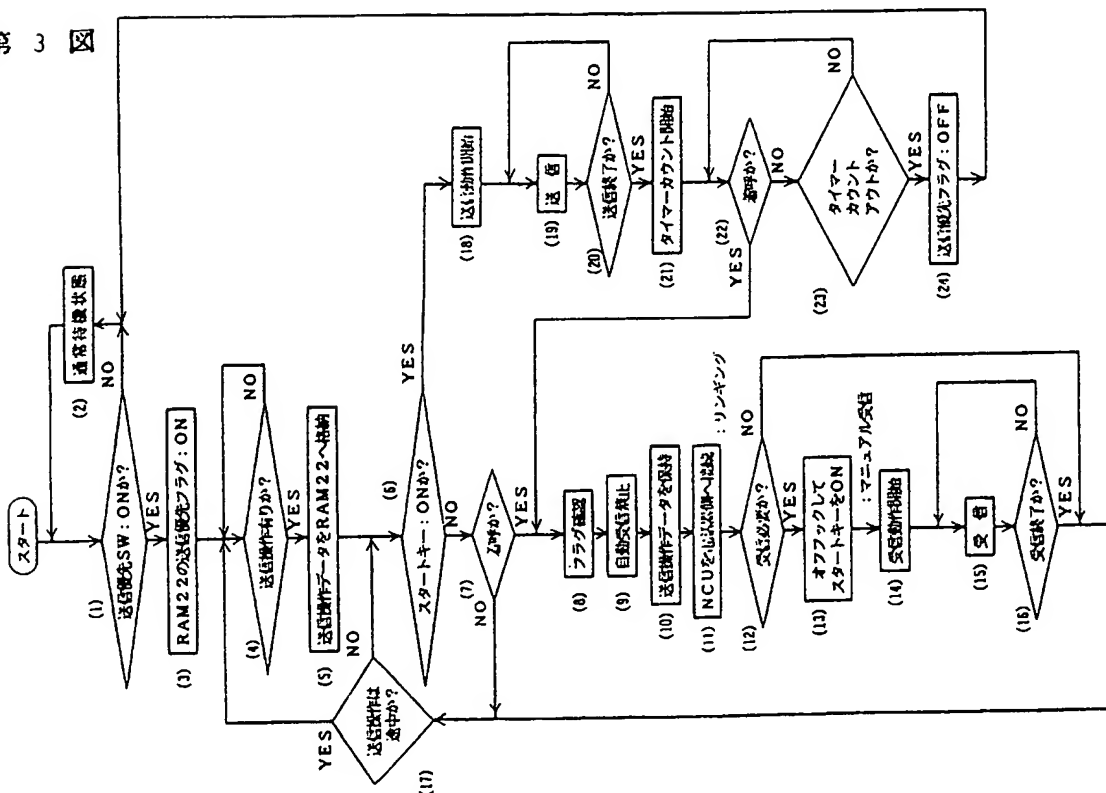 第 3 図
スタート
(1)
送信優先SW:ONか?
NO
YES
(2)
通常待機状態
(3)
RAM22の送信優先フラグ:ON
(4)
送信操作有りか?
NO
YES
(5)
送信操作データをRAM22へ格納
(6)
スタートキー:ONか?
YES
NO
(7)
着呼か?
NO
YES
(8)
フラグ確認
(9)
自動受信禁止
(10)
送信操作データを保持
(11)
NCUを電話機側へ接続
:リンギング
(12)
受信必要か?
NO
YES
(13)
オフフックして
スタートキーをON
:マニュアル受信
(14)
受信動作開始
(15)
受 信
(16)
受信終了か?
NO
YES
(17)
送信操作は
途中か?
YES
NO
(18)
送信動作開始
(19)
送 信
(20)
送信終了か?
NO
YES
(21)
タイマーカウント開始
(22)
着呼か?
YES
NO
(23)
タイマー
カウント
アウトか?
NO
YES
(24)
送信優先フラグ:OFF